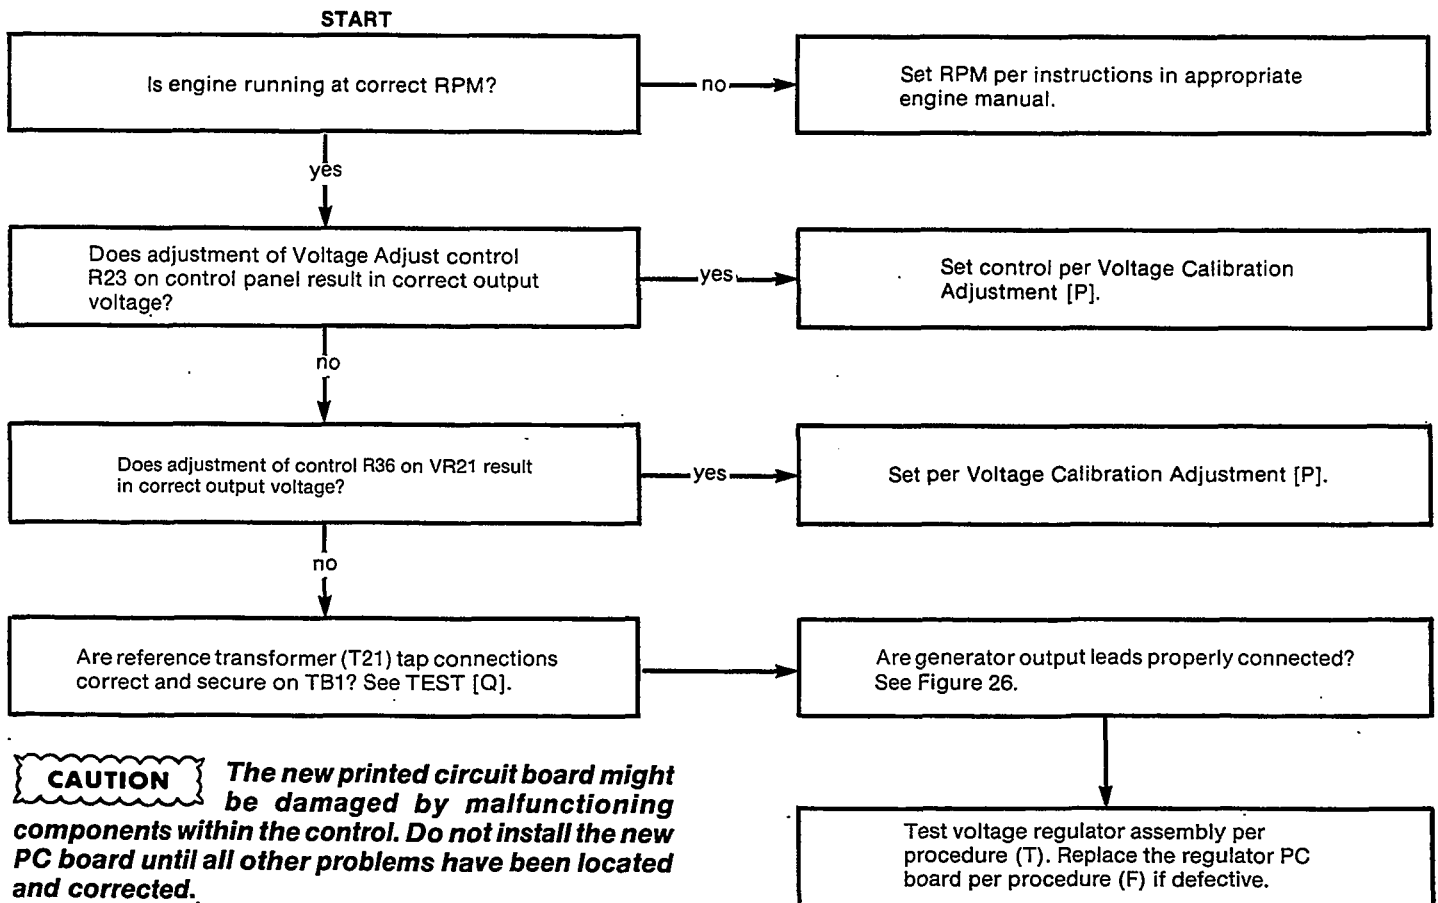 START
Is engine running at correct RPM?
no
Set RPM per instructions in appropriate
engine manual.
yes
Does adjustment of Voltage Adjust control
R23 on control panel result in correct output
voltage?
yes
Set control per Voltage Calibration
Adjustment [P].
no
Does adjustment of control R36 on VR21 result
in correct output voltage?
yes
Set per Voltage Calibration Adjustment [P].
no
Are reference transformer (T21) tap connections
correct and secure on TB1? See TEST [Q].
Are generator output leads properly connected?
See Figure 26.
CAUTION The new printed circuit board might
be damaged by malfunctioning
components within the control. Do not install the new
PC board until all other problems have been located
and corrected.
Test voltage regulator assembly per
procedure (T). Replace the regulator PC
board per procedure (F) if defective.